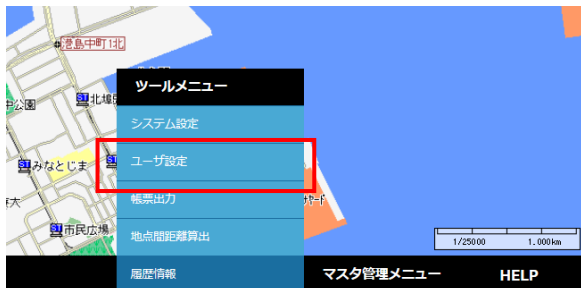 港島中町1北
ツールメニュー
中公園
北埠
システム設定
ユーザ設定
みなとじま
帳票出力
ヤード
市民広場
地点間距離算出
1/25000 1.000km
履歴情報
マスタ管理メニュー
HELP